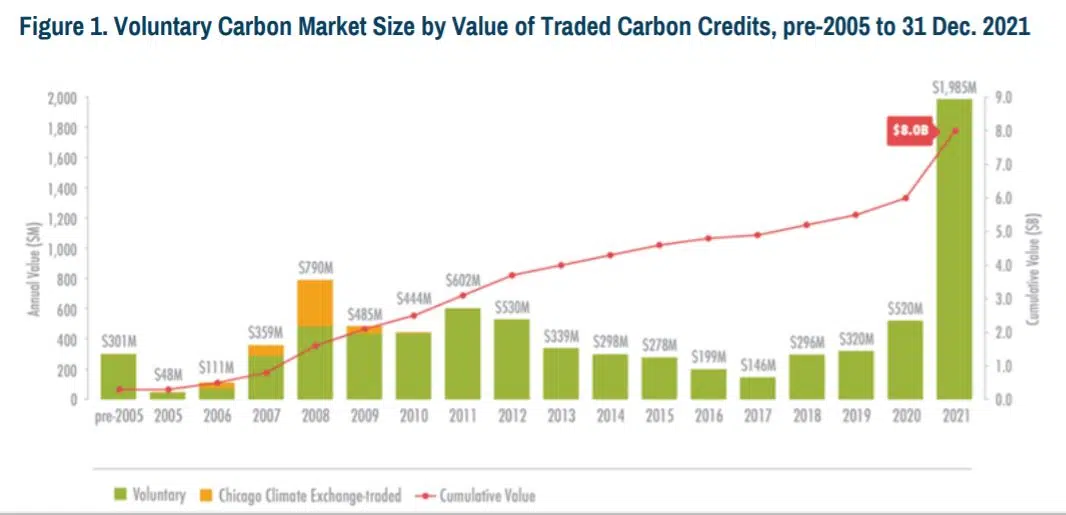 Figure 1. Voluntary Carbon Market Size by Value of Traded Carbon Credits, pre-2005 to 31 Dec. 2021
Annual Value ($M)
2,000
1,800
1,600
1,400
1,200
1,000
800
600
400
200
0
$301M
$48M
$111M
$359M
$790M
$485M
$444M
$602M
$530M
$339M
$298M
$278M
$199M
$146M
$296M
$320M
$520M
$1,985M
$8.0B
9.0
8.0
7.0
6.0
5.0
4.0
3.0
2.0
1.0
0.0
Cumulative Value ($B)
pre-2005 2005 2006 2007 2008 2009 2010 2011 2012 2013 2014 2015 2016 2017 2018 2019 2020 2021
Voluntary Chicago Climate Exchange-traded Cumulative Value